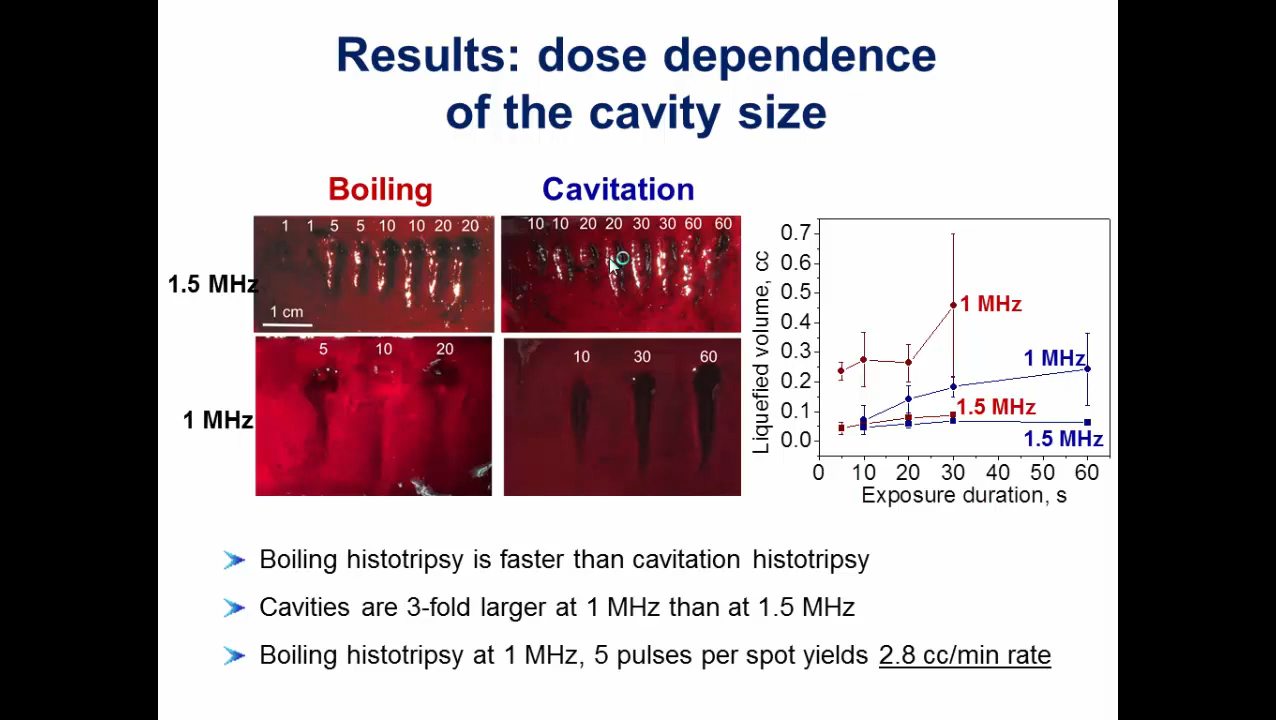 Results: dose dependence
of the cavity size
Boiling
Cavitation
1 1 5 5 10 10 20 20
10 10 20 20 30 30 60 60
1.5 MHz
1 cm
5 10 20
10 30 60
1 MHz
Liquefied volume, cc
0.7
0.6
0.5
0.4
0.3
0.2
0.1
0.0
1 MHz
1 MHz
1.5 MHz
1.5 MHz
0 10 20 30 40 50 60
Exposure duration, s
Boiling histotripsy is faster than cavitation histotripsy
Cavities are 3-fold larger at 1 MHz than at 1.5 MHz
Boiling histotripsy at 1 MHz, 5 pulses per spot yields 2.8 cc/min rate